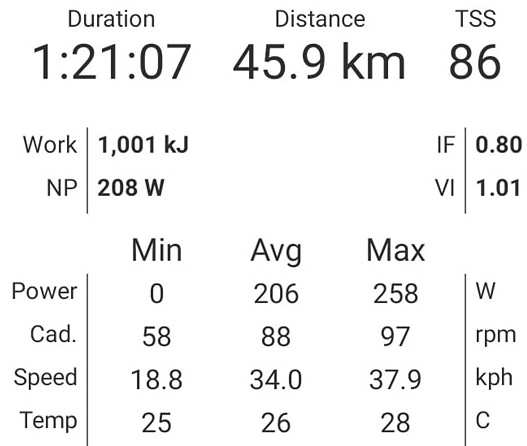 Duration Distance TSS
1:21:07 45.9 km 86
Work 1,001 kJ IF 0.80
NP 208 W VI 1.01
Min Avg Max
Power 0 206 258 W
Cad. 58 88 97 rpm
Speed 18.8 34.0 37.9 kph
Temp 25 26 28 C